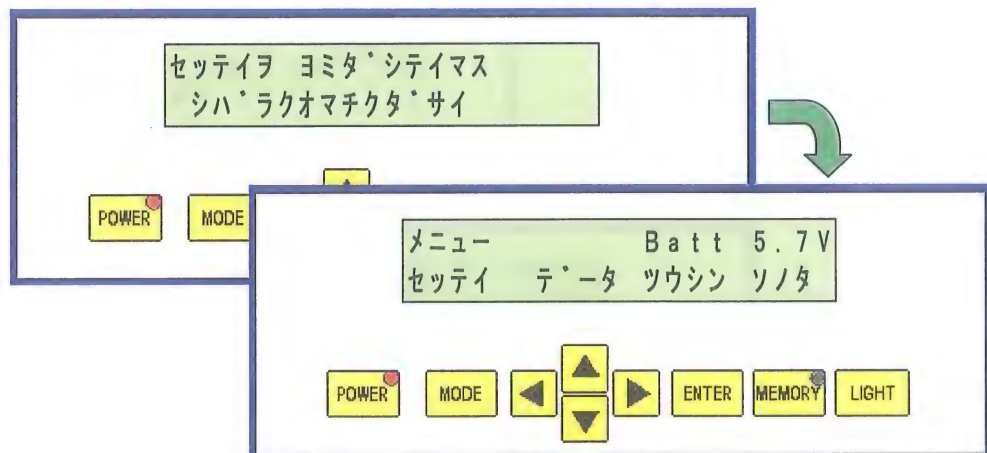 セッテイヲ ヨミダシテイマス
シバラクオマチクダサイ
POWER MODE
メニュー Batt 5.7V
セッテイ データ ツウシン ソノタ
POWER MODE ENTER MEMORY LIGHT